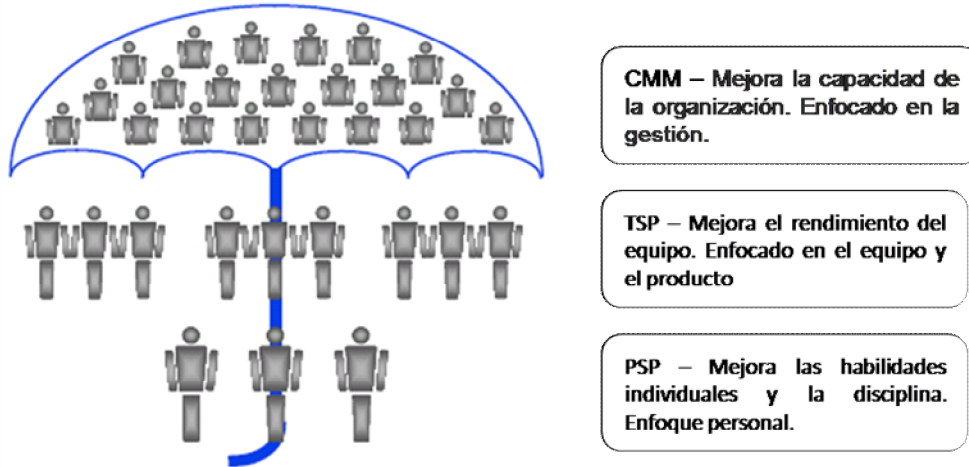 CMM – Mejora la capacidad de
la organización. Enfocado en la
gestión.
TSP – Mejora el rendimiento del
equipo. Enfocado en el equipo y
el producto
PSP – Mejora las habilidades
individuales y la disciplina.
Enfoque personal.